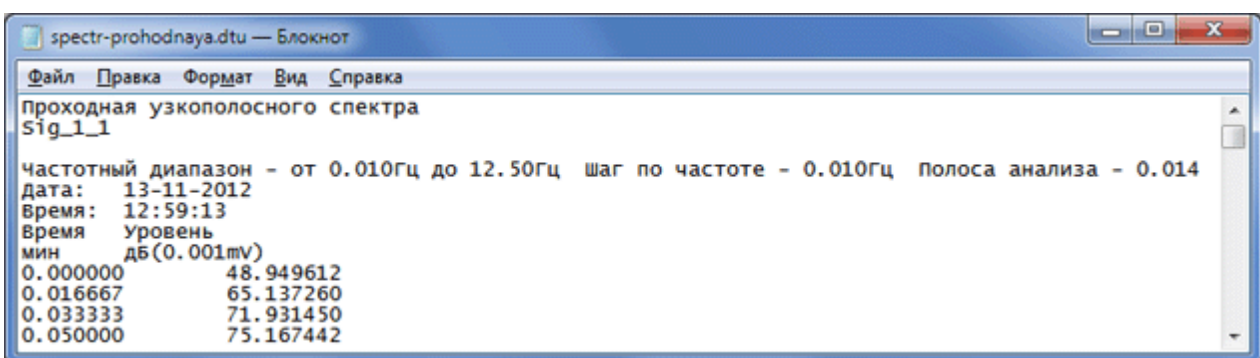 spectr-prohodnaya.dtu — Блокнот
Файл Правка Формат Вид Справка
Проходная узкополосного спектра
Sig_1_1
Частотный диапазон - от 0.010Гц до 12.50Гц Шаг по частоте - 0.010Гц Полоса анализа - 0.014
Дата: 13-11-2012
Время: 12:59:13
Время Уровень
мин дБ(0.001mV)
0.000000 48.949612
0.016667 65.137260
0.033333 71.931450
0.050000 75.167442